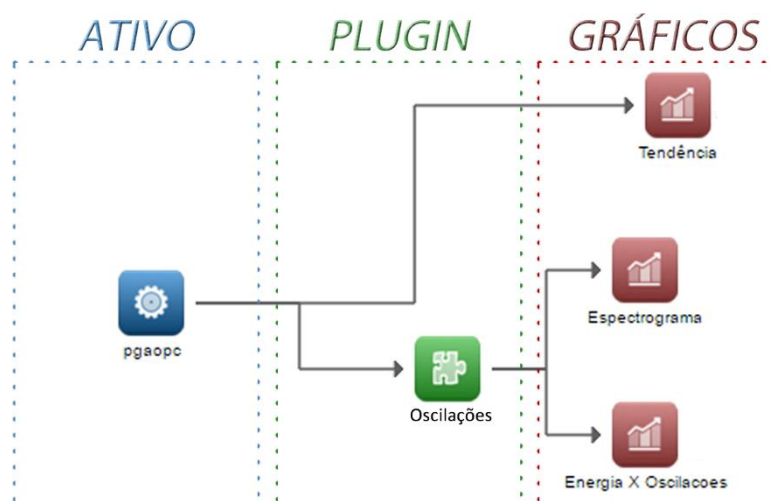 ATIVO
PLUGIN
GRÁFICOS
Tendência
pgaopc
Espectrograma
Oscilações
Energia X Oscilacoes